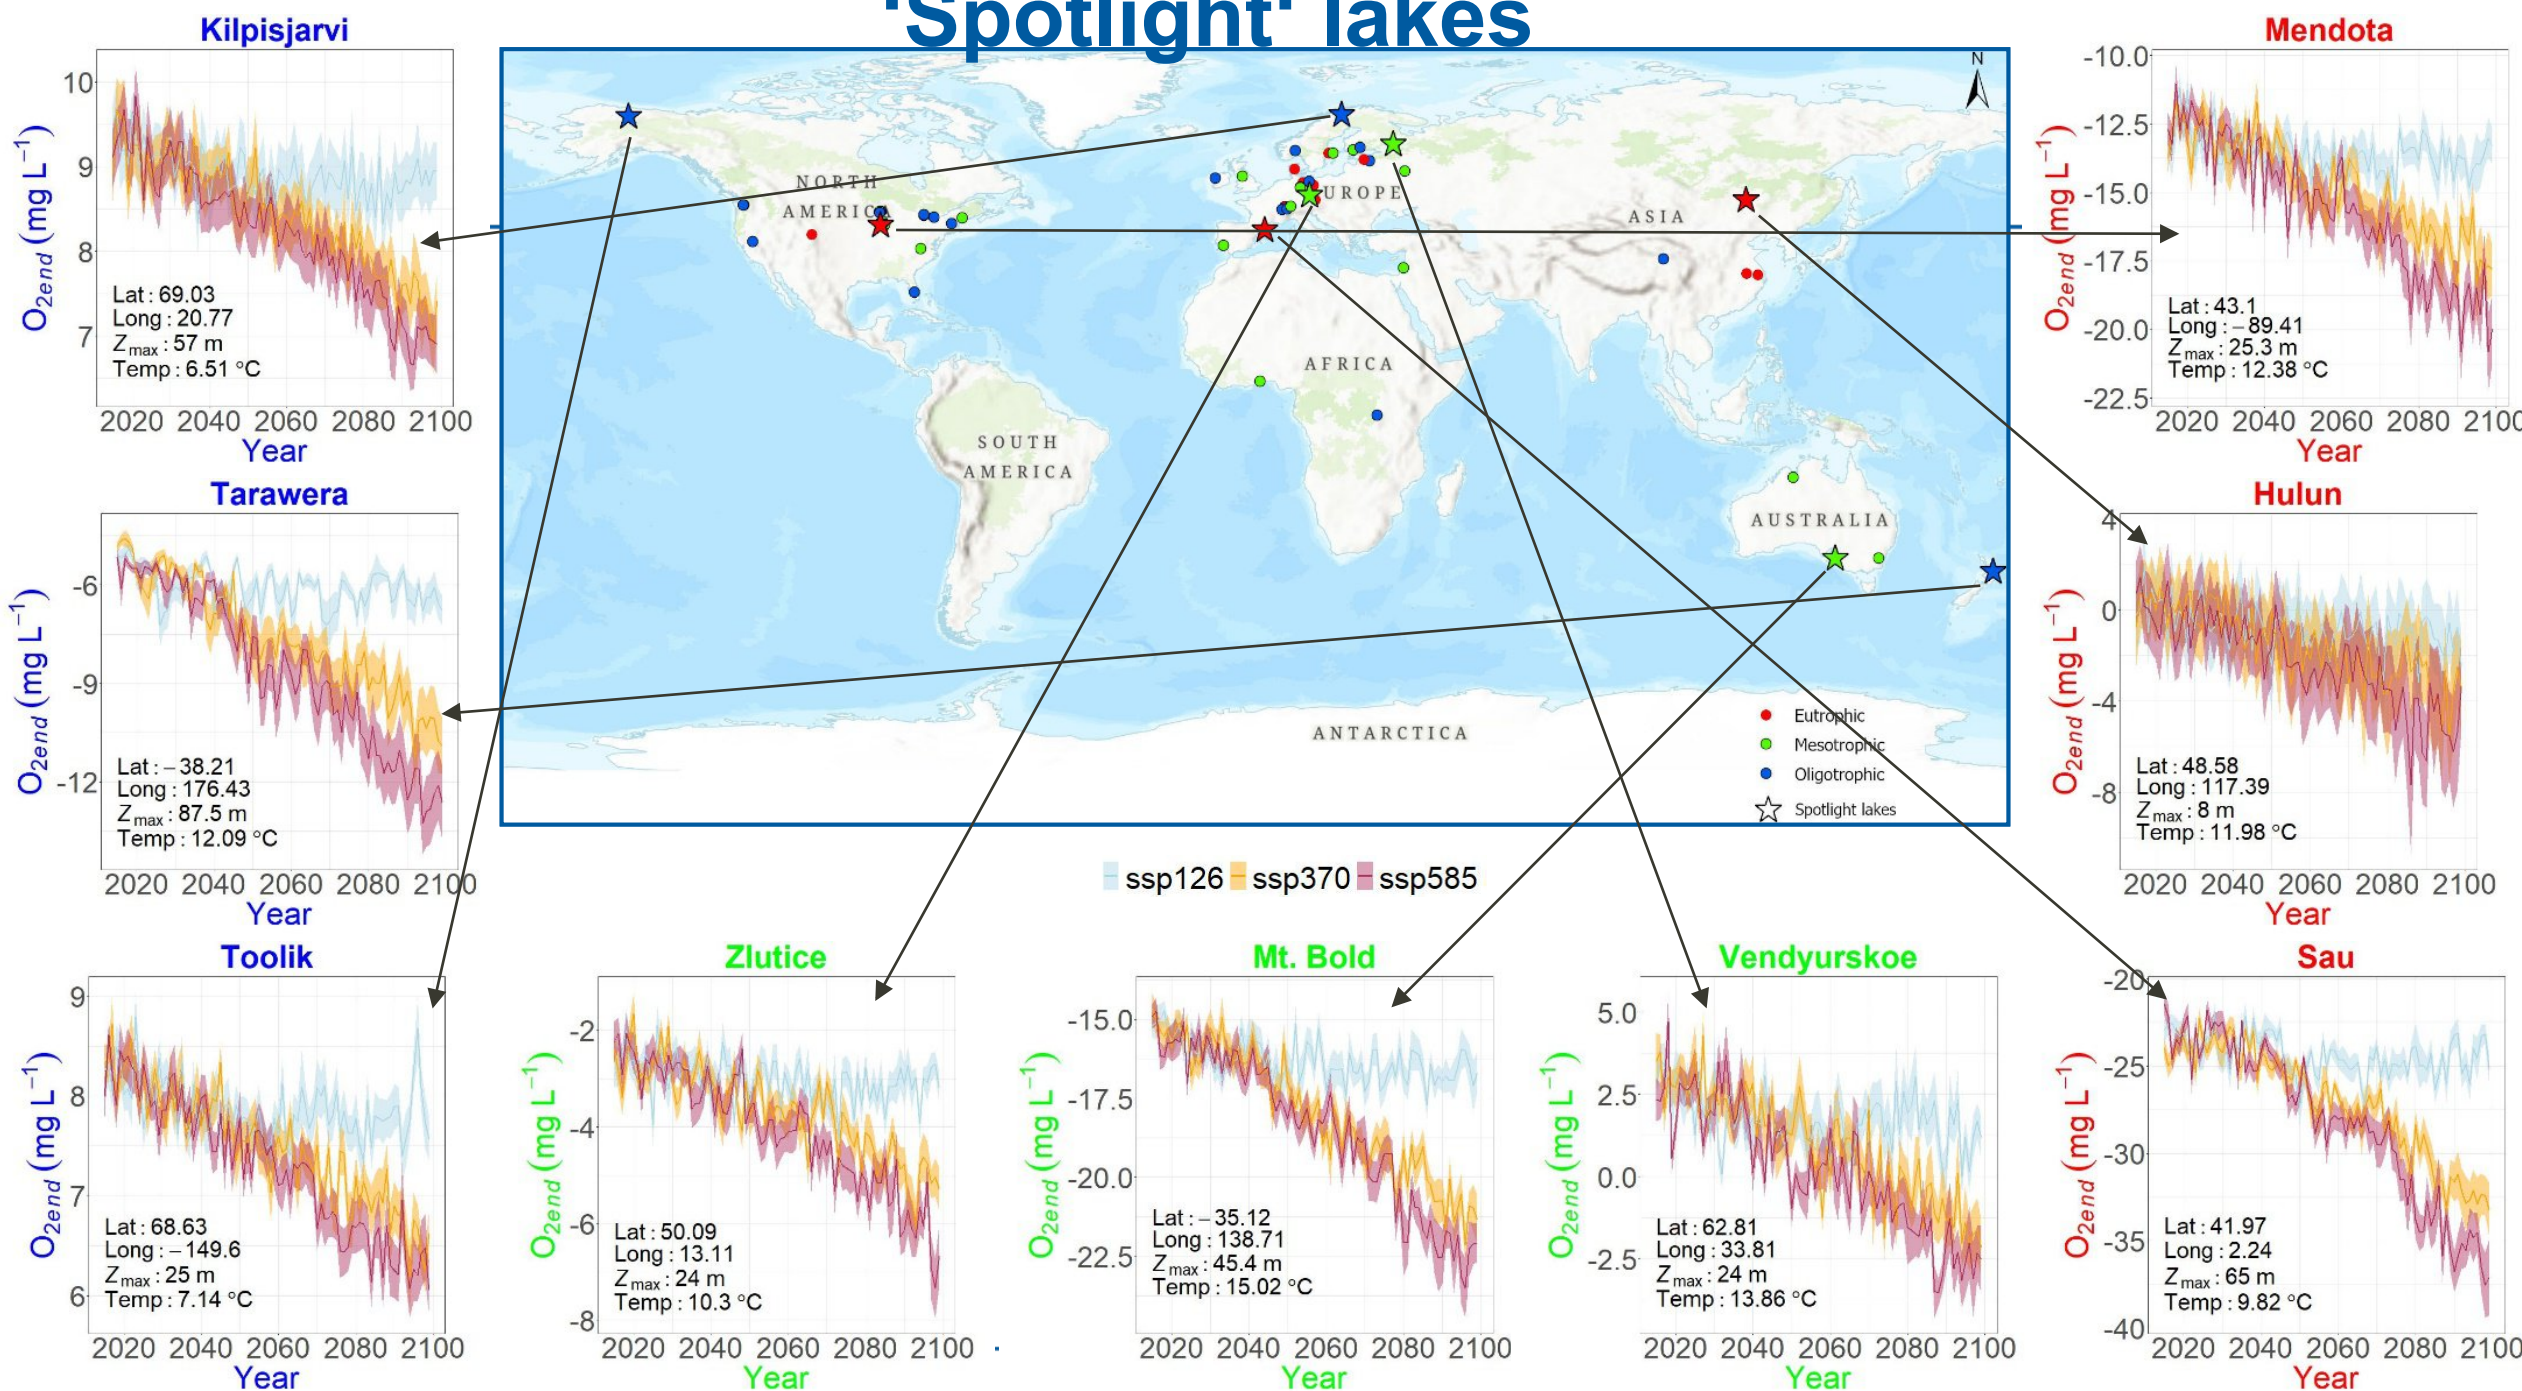 'Spotlight' lakes
Kilpisjarvi
10
9
8
7
O2end (mg L−1)
Lat : 69.03
Long : 20.77
Zmax : 57 m
Temp : 6.51 °C
2020 2040 2060 2080 2100
Year
Tarawera
-6
-9
-12
O2end (mg L−1)
Lat : −38.21
Long : 176.43
Zmax : 87.5 m
Temp : 12.09 °C
2020 2040 2060 2080 2100
Year
N
NORTH
AMERICA
EUROPE
ASIA
AFRICA
SOUTH
AMERICA
AUSTRALIA
ANTARCTICA
Eutrophic
Mesotrophic
Oligotrophic
Spotlight lakes
ssp126 ssp370 ssp585
Mendota
-10.0
-12.5
-15.0
-17.5
-20.0
-22.5
O2end (mg L−1)
Lat : 43.1
Long : −89.41
Zmax : 25.3 m
Temp : 12.38 °C
2020 2040 2060 2080 2100
Year
Hulun
4
0
-4
-8
O2end (mg L−1)
Lat : 48.58
Long : 117.39
Zmax : 8 m
Temp : 11.98 °C
2020 2040 2060 2080 2100
Year
Toolik
9
8
7
6
O2end (mg L−1)
Lat : 68.63
Long : −149.6
Zmax : 25 m
Temp : 7.14 °C
2020 2040 2060 2080 2100
Year
Zlutice
-2
-4
-6
-8
O2end (mg L−1)
Lat : 50.09
Long : 13.11
Zmax : 24 m
Temp : 10.3 °C
2020 2040 2060 2080 2100
Year
Mt. Bold
-15.0
-17.5
-20.0
-22.5
O2end (mg L−1)
Lat : −35.12
Long : 138.71
Zmax : 45.4 m
Temp : 15.02 °C
2020 2040 2060 2080 2100
Year
Vendyurskoe
5.0
2.5
0.0
-2.5
O2end (mg L−1)
Lat : 62.81
Long : 33.81
Zmax : 24 m
Temp : 13.86 °C
2020 2040 2060 2080 2100
Year
Sau
-20
-25
-30
-35
-40
O2end (mg L−1)
Lat : 41.97
Long : 2.24
Zmax : 65 m
Temp : 9.82 °C
2020 2040 2060 2080 2100
Year